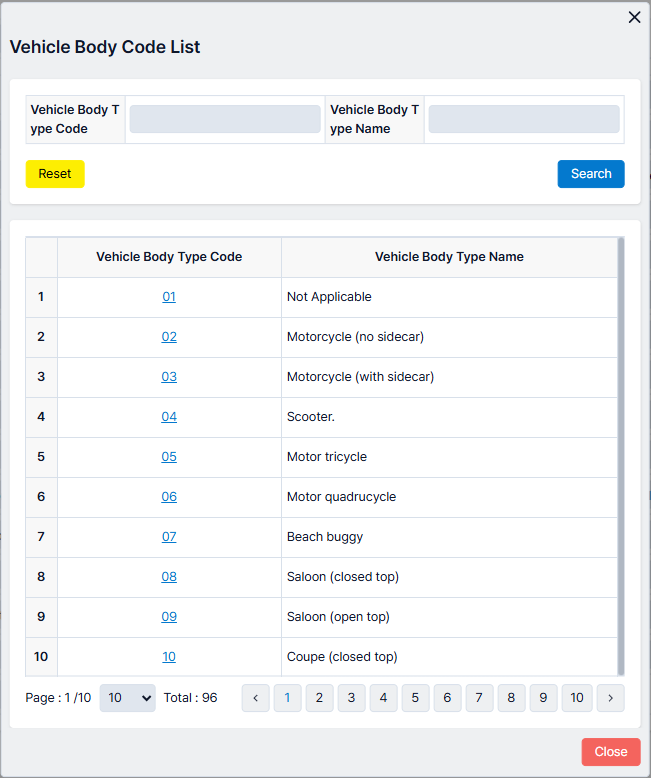 Vehicle Body Code List
Vehicle Body T
ype Code
Vehicle Body T
ype Name
Reset
Search
Vehicle Body Type Code Vehicle Body Type Name
1 01 Not Applicable
2 02 Motorcycle (no sidecar)
3 03 Motorcycle (with sidecar)
4 04 Scooter.
5 05 Motor tricycle
6 06 Motor quadrucycle
7 07 Beach buggy
8 08 Saloon (closed top)
9 09 Saloon (open top)
10 10 Coupe (closed top)
Page : 1 /10 10 Total : 96 < 1 2 3 4 5 6 7 8 9 10 >
Close